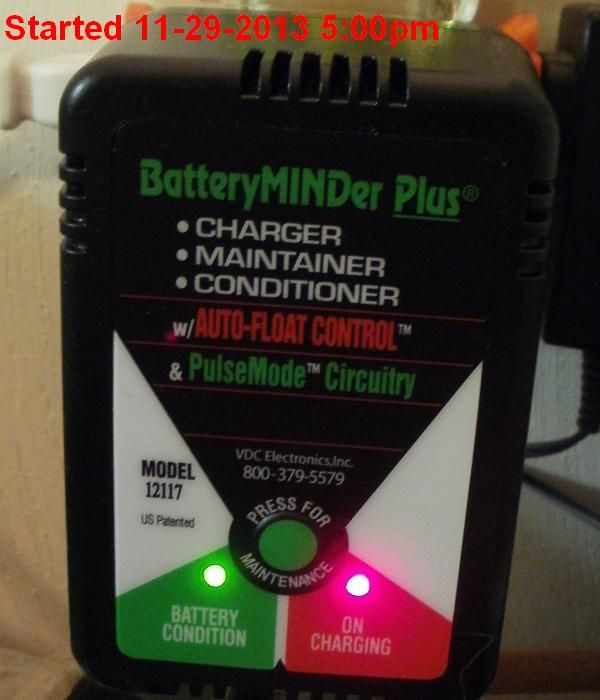 Started 11-29-2013 5:00pm
BatteryMINDer Plus®
• CHARGER
• MAINTAINER
• CONDITIONER
w/ AUTO-FLOAT CONTROL™
& PulseMode™ Circuitry
VDC Electronics,Inc.
800-379-5579
MODEL
12117
US Patented
PRESS FOR
MAINTENANCE
BATTERY
CONDITION
ON
CHARGING